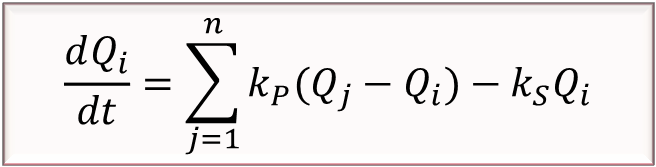 dQ_i/dt = ∑_{j=1}^{n} k_P(Q_j − Q_i) − k_S Q_i